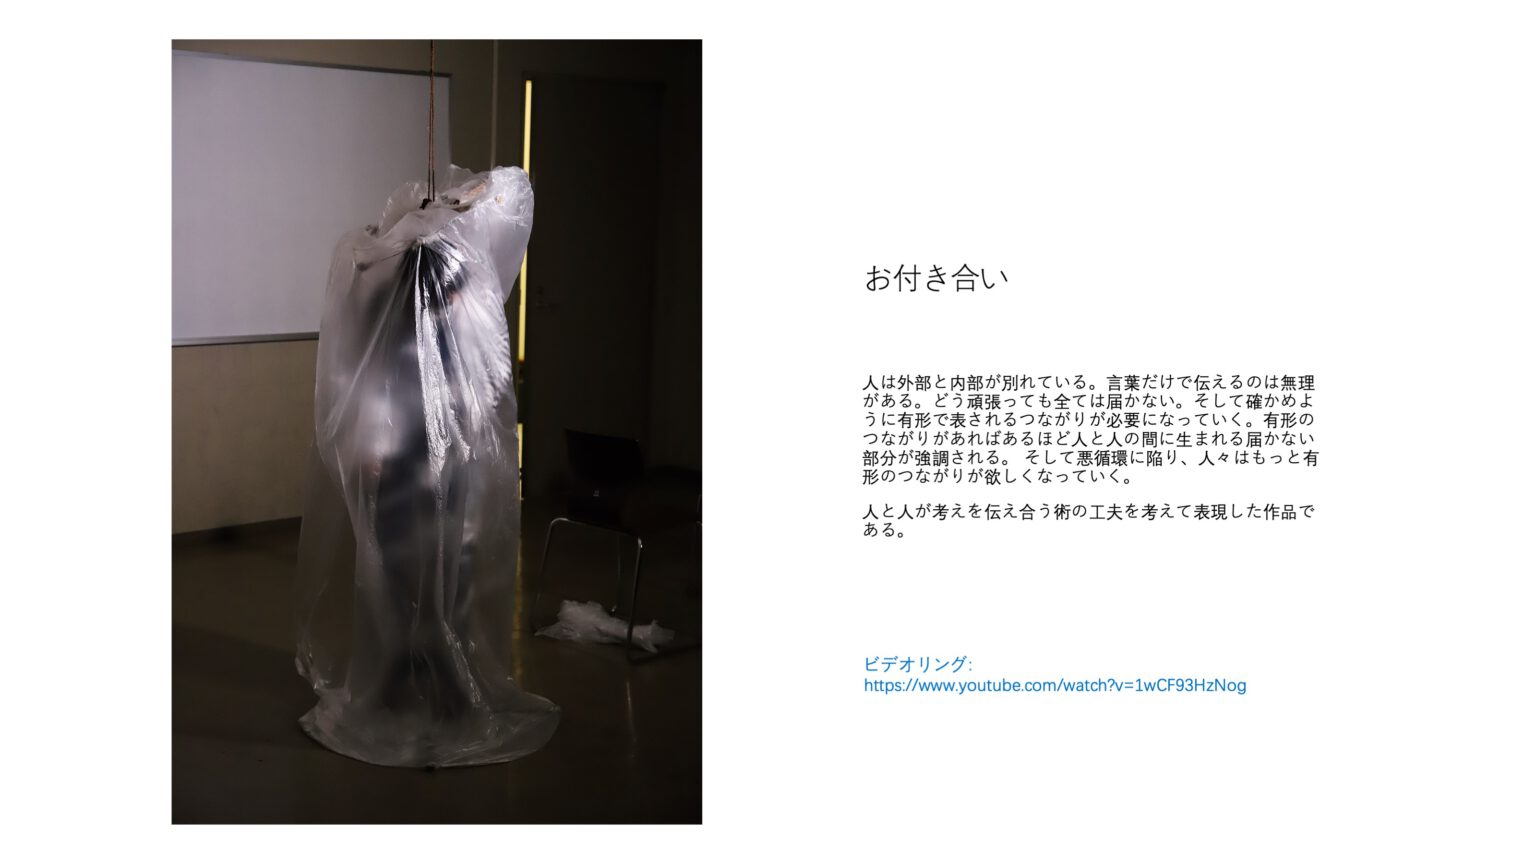 お付き合い
人は外部と内部が別れている。言葉だけで伝えるのは無理
がある。どう頑張っても全ては届かない。そして確かめよ
うに有形で表されるつながりが必要になっていく。有形の
つながりがあればあるほど人と人の間に生まれる届かない
部分が強調される。 そして悪循環に陥り、人々はもっと有
形のつながりが欲しくなっていく。
人と人が考えを伝え合う術の工夫を考えて表現した作品で
ある。
ビデオリング:
https://www.youtube.com/watch?v=1wCF93HzNog